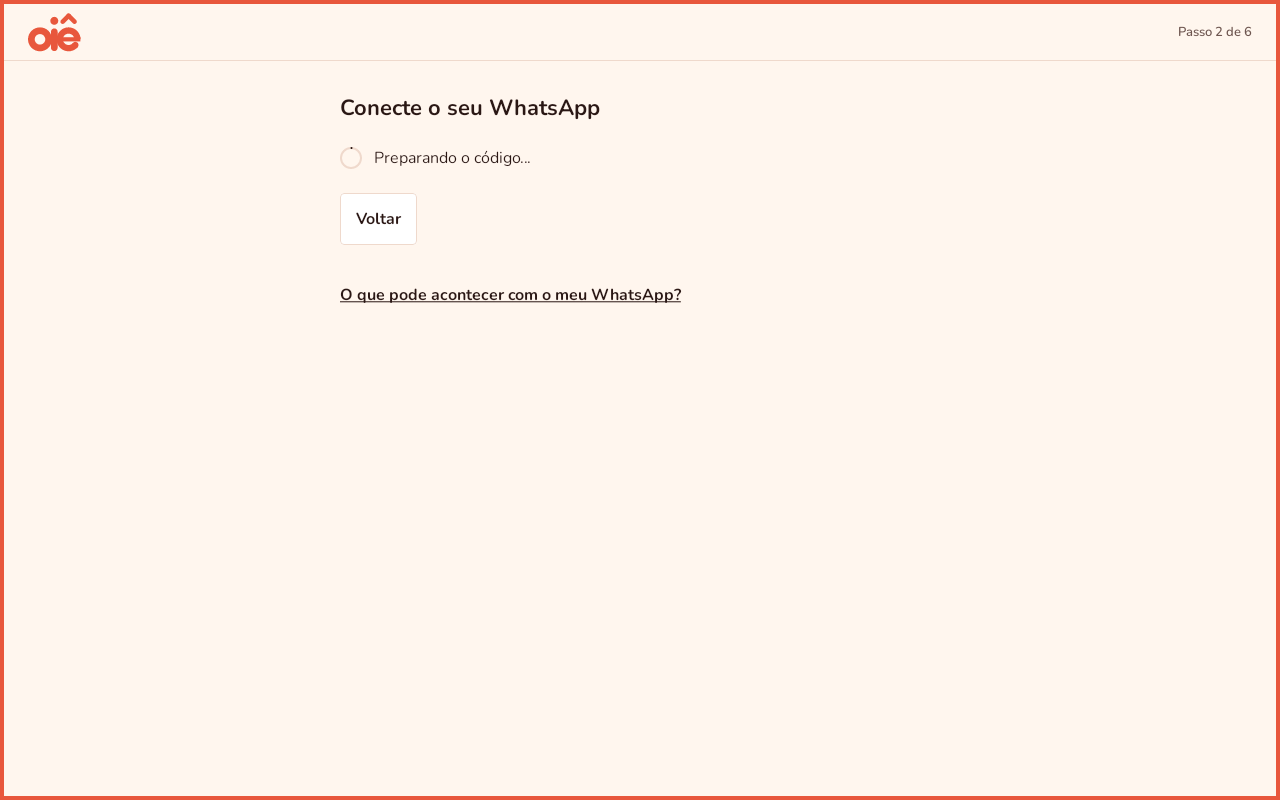 oiê
Passo 2 de 6
Conecte o seu WhatsApp
Preparando o código...
Voltar
O que pode acontecer com o meu WhatsApp?